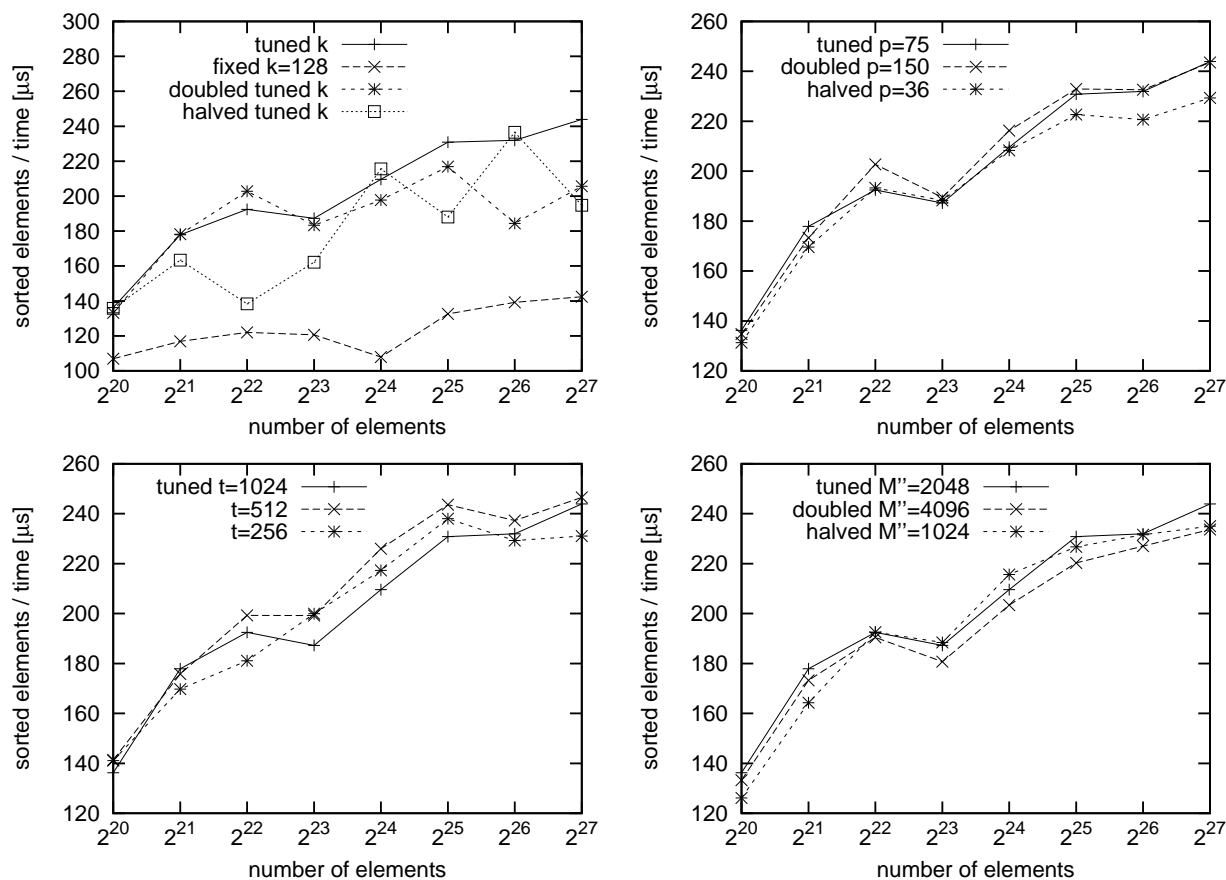 sorted elements / time [µs]
300
280
260
240
220
200
180
160
140
120
100
tuned k
fixed k=128
doubled tuned k
halved tuned k
2^20 2^21 2^22 2^23 2^24 2^25 2^26 2^27
number of elements
sorted elements / time [µs]
260
240
220
200
180
160
140
120
tuned p=75
doubled p=150
halved p=36
2^20 2^21 2^22 2^23 2^24 2^25 2^26 2^27
number of elements
sorted elements / time [µs]
260
240
220
200
180
160
140
120
tuned t=1024
t=512
t=256
2^20 2^21 2^22 2^23 2^24 2^25 2^26 2^27
number of elements
sorted elements / time [µs]
260
240
220
200
180
160
140
120
tuned M''=2048
doubled M''=4096
halved M''=1024
2^20 2^21 2^22 2^23 2^24 2^25 2^26 2^27
number of elements